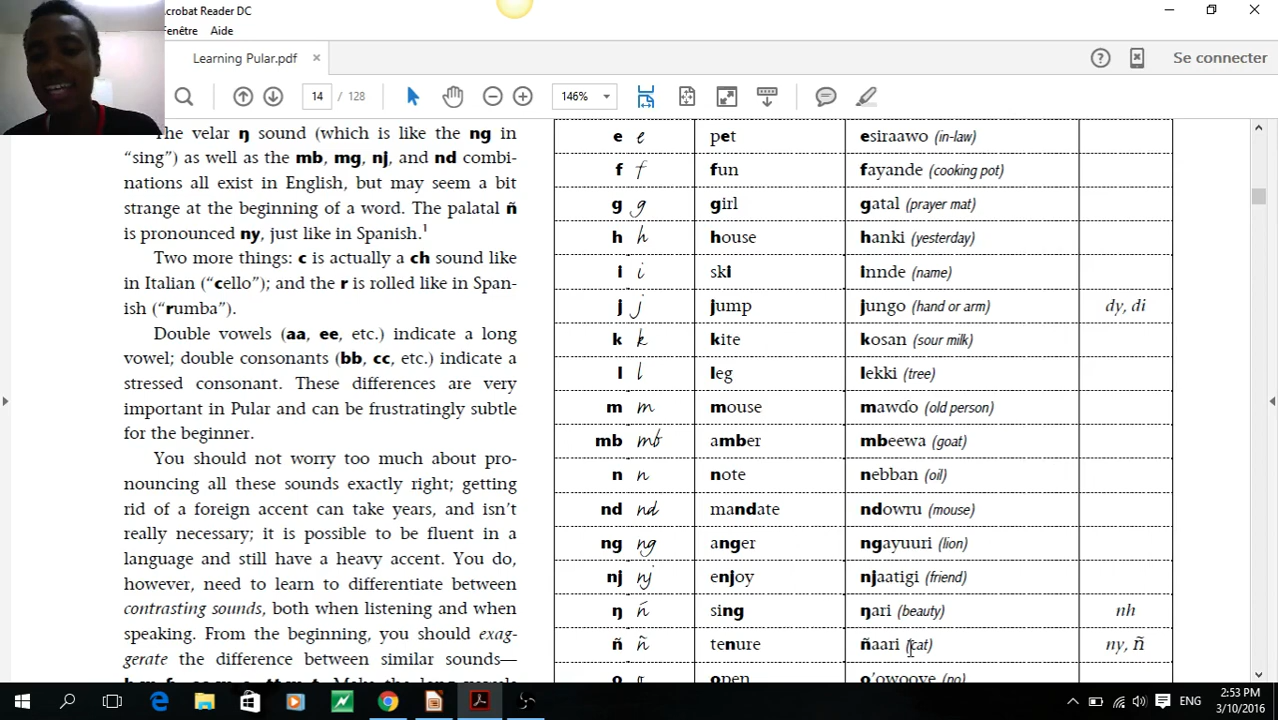 Acrobat Reader DC
Fenêtre Aide
Learning Pular.pdf
Se connecter
14 / 128
146%
The velar ŋ sound (which is like the ng in
“sing”) as well as the mb, mg, nj, and nd combi-
nations all exist in English, but may seem a bit
strange at the beginning of a word. The palatal ñ
is pronounced ny, just like in Spanish.1
Two more things: c is actually a ch sound like
in Italian (“cello”); and the r is rolled like in Span-
ish (“rumba”).
Double vowels (aa, ee, etc.) indicate a long
vowel; double consonants (bb, cc, etc.) indicate a
stressed consonant. These differences are very
important in Pular and can be frustratingly subtle
for the beginner.
You should not worry too much about pro-
nouncing all these sounds exactly right; getting
rid of a foreign accent can take years, and isn’t
really necessary; it is possible to be fluent in a
language and still have a heavy accent. You do,
however, need to learn to differentiate between
contrasting sounds, both when listening and when
speaking. From the beginning, you should exag-
gerate the difference between similar sounds—
e e pet esiraawo (in-law)
f f fun fayande (cooking pot)
g g girl gatal (prayer mat)
h h house hanki (yesterday)
i i ski innde (name)
j j jump jungo (hand or arm) dy, di
k k kite kosan (sour milk)
l l leg lekki (tree)
m m mouse mawɗo (old person)
mb mb amber mbeewa (goat)
n n note nebban (oil)
nd nd mandate ndowru (mouse)
ng ng anger ngayuuri (lion)
nj nj enjoy njaatigi (friend)
ŋ ń sing ŋari (beauty) nh
ñ ñ tenure ñaari (cat) ny, ñ
o o open o’owooye (no)
ENG
2:53 PM
3/10/2016